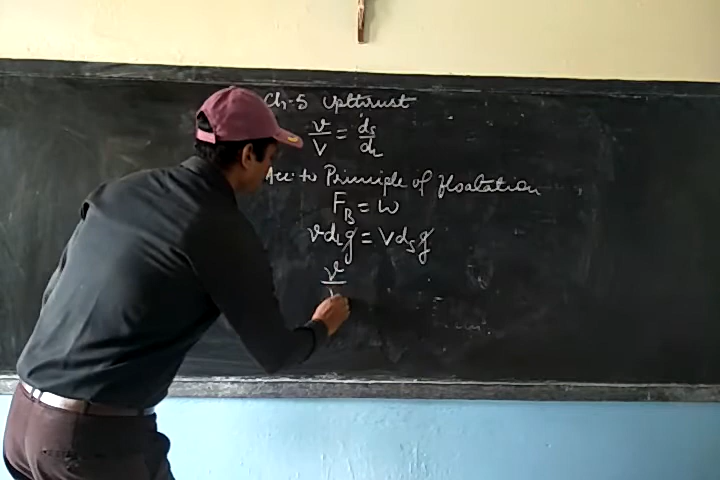 Ch-5 Upthrust
v/V = ds/dL
Acc. to Principle of floatation
FB = W
v dL g = V ds g
v/V